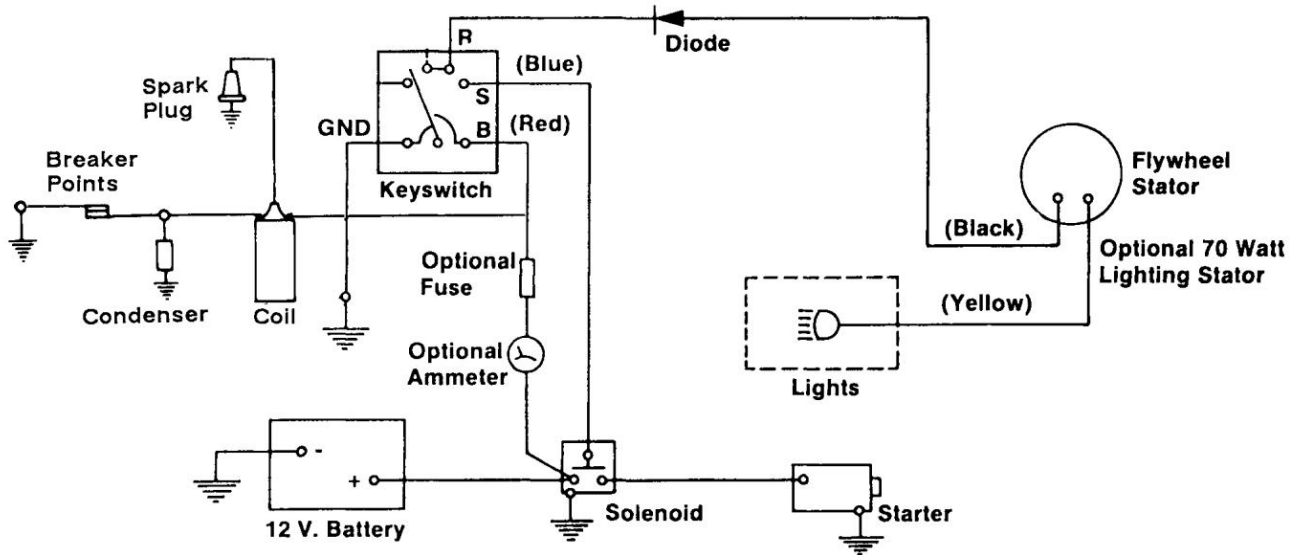 R
Diode
Spark
Plug
(Blue)
S
GND
B
(Red)
Keyswitch
Breaker
Points
Flywheel
Stator
(Black)
Optional 70 Watt
Lighting Stator
Optional
Fuse
Condenser
Coil
(Yellow)
Optional
Ammeter
Lights
-
+
12 V. Battery
Solenoid
Starter